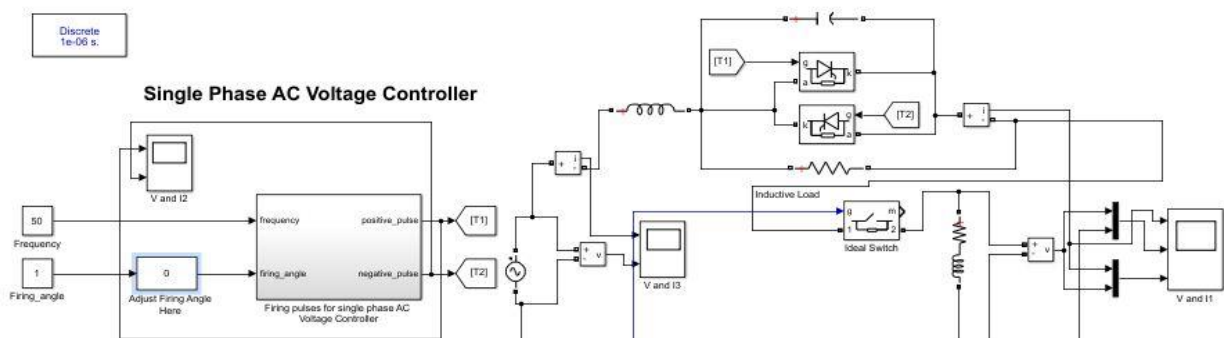 Discrete
1e-06 s.
Single Phase AC Voltage Controller
V and I2
50
Frequency
1
Firing_angle
0
Adjust Firing Angle
Here
frequency
firing_angle
positive_pulse
negative_pulse
Firing pulses for single phase AC
Voltage Controller
[T1]
[T2]
[T1]
g
a
k
[T2]
k
g
a
+
i
-
+
i
-
+
-
v
V and I3
Inductive Load
g
m
1
2
Ideal Switch
+
-
v
V and I1